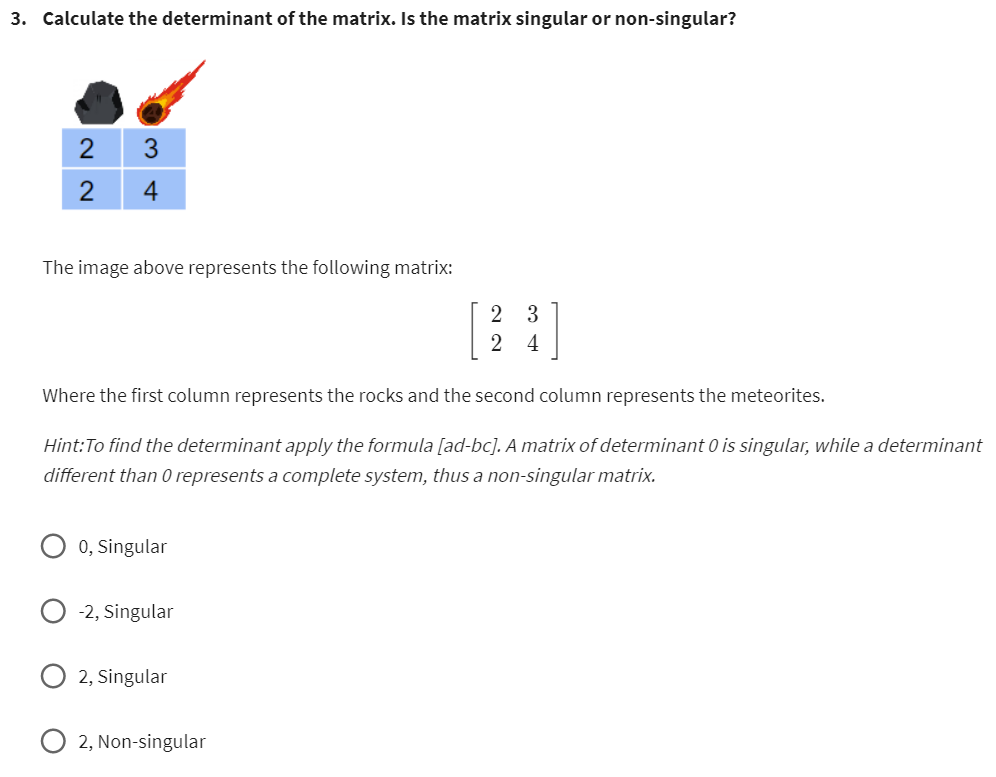 3. Calculate the determinant of the matrix. Is the matrix singular or non-singular?
2 3
2 4
The image above represents the following matrix:
2 3
2 4
Where the first column represents the rocks and the second column represents the meteorites.
Hint:To find the determinant apply the formula [ad-bc]. A matrix of determinant 0 is singular, while a determinant
different than 0 represents a complete system, thus a non-singular matrix.
0, Singular
-2, Singular
2, Singular
2, Non-singular